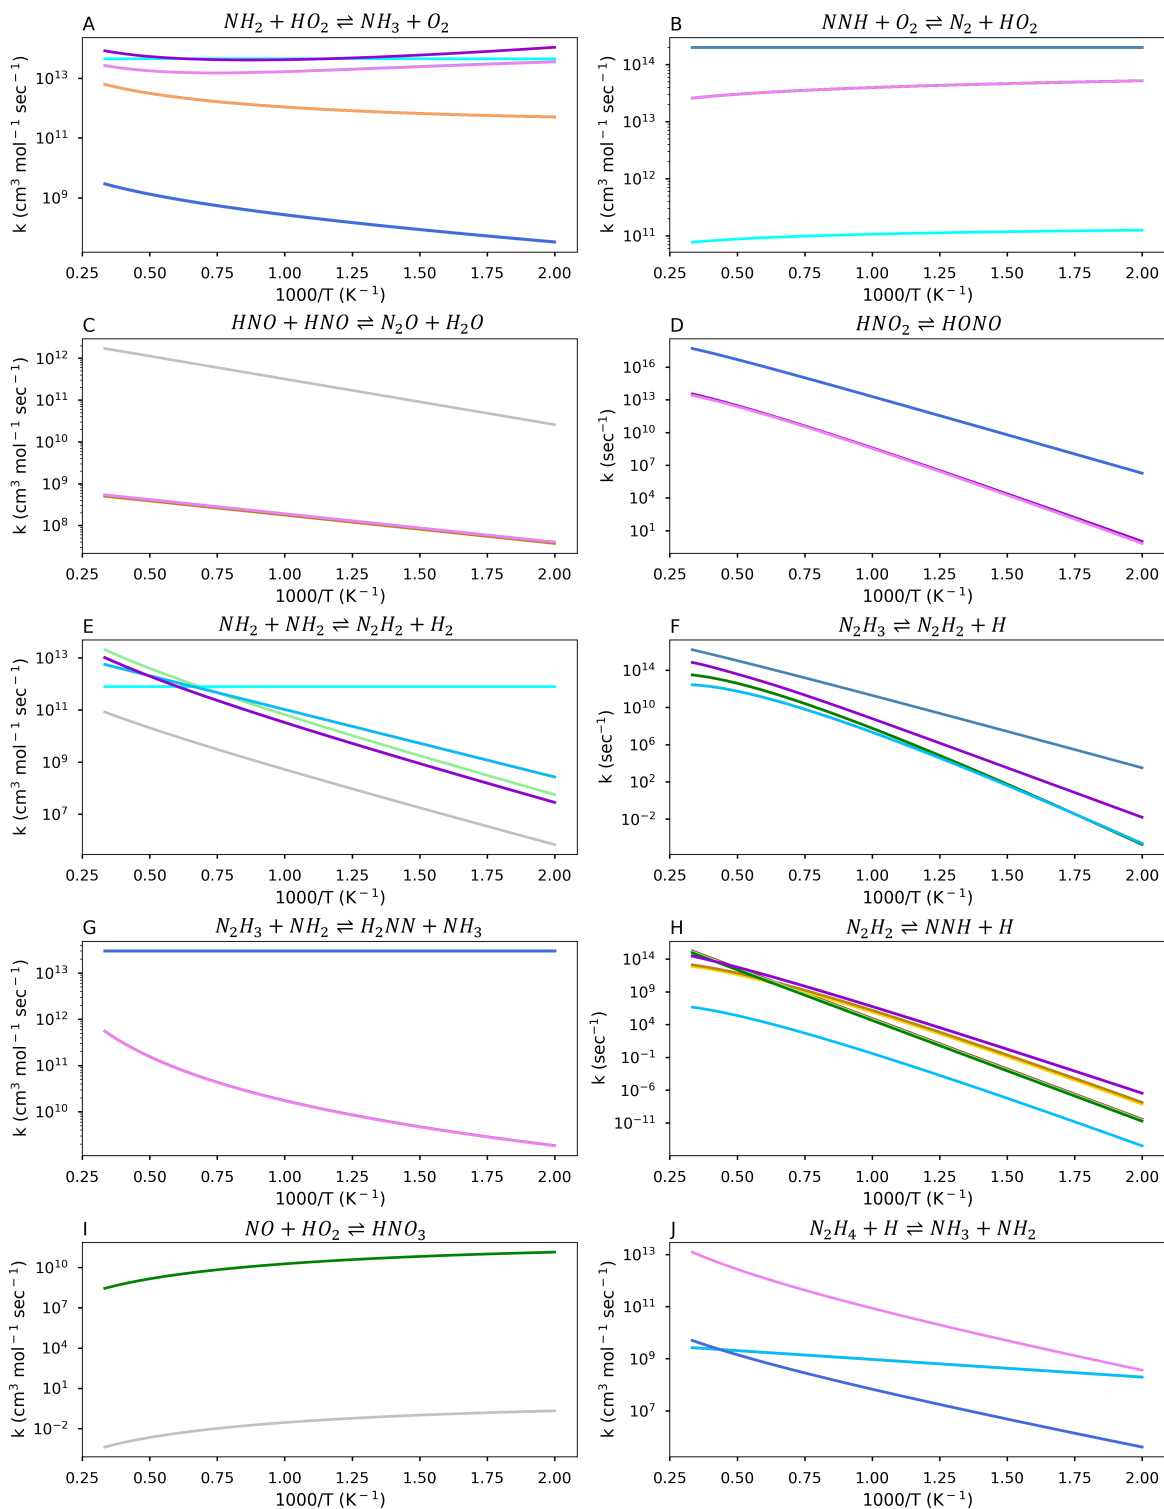 A
NH₂ + HO₂ ⇌ NH₃ + O₂
k (cm³ mol⁻¹ sec⁻¹)
10¹³
10¹¹
10⁹
0.25 0.50 0.75 1.00 1.25 1.50 1.75 2.00
1000/T (K⁻¹)
B
NNH + O₂ ⇌ N₂ + HO₂
k (cm³ mol⁻¹ sec⁻¹)
10¹⁴
10¹³
10¹²
10¹¹
0.25 0.50 0.75 1.00 1.25 1.50 1.75 2.00
1000/T (K⁻¹)
C
HNO + HNO ⇌ N₂O + H₂O
k (cm³ mol⁻¹ sec⁻¹)
10¹²
10¹¹
10¹⁰
10⁹
10⁸
0.25 0.50 0.75 1.00 1.25 1.50 1.75 2.00
1000/T (K⁻¹)
D
HNO₂ ⇌ HONO
k (sec⁻¹)
10¹⁶
10¹³
10¹⁰
10⁷
10⁴
10¹
0.25 0.50 0.75 1.00 1.25 1.50 1.75 2.00
1000/T (K⁻¹)
E
NH₂ + NH₂ ⇌ N₂H₂ + H₂
k (cm³ mol⁻¹ sec⁻¹)
10¹³
10¹¹
10⁹
10⁷
0.25 0.50 0.75 1.00 1.25 1.50 1.75 2.00
1000/T (K⁻¹)
F
N₂H₃ ⇌ N₂H₂ + H
k (sec⁻¹)
10¹⁴
10¹⁰
10⁶
10²
10⁻²
0.25 0.50 0.75 1.00 1.25 1.50 1.75 2.00
1000/T (K⁻¹)
G
N₂H₃ + NH₂ ⇌ H₂NN + NH₃
k (cm³ mol⁻¹ sec⁻¹)
10¹³
10¹²
10¹¹
10¹⁰
0.25 0.50 0.75 1.00 1.25 1.50 1.75 2.00
1000/T (K⁻¹)
H
N₂H₂ ⇌ NNH + H
k (sec⁻¹)
10¹⁴
10⁹
10⁴
10⁻¹
10⁻⁶
10⁻¹¹
0.25 0.50 0.75 1.00 1.25 1.50 1.75 2.00
1000/T (K⁻¹)
I
NO + HO₂ ⇌ HNO₃
k (cm³ mol⁻¹ sec⁻¹)
10¹⁰
10⁷
10⁴
10¹
10⁻²
0.25 0.50 0.75 1.00 1.25 1.50 1.75 2.00
1000/T (K⁻¹)
J
N₂H₄ + H ⇌ NH₃ + NH₂
k (cm³ mol⁻¹ sec⁻¹)
10¹³
10¹¹
10⁹
10⁷
0.25 0.50 0.75 1.00 1.25 1.50 1.75 2.00
1000/T (K⁻¹)